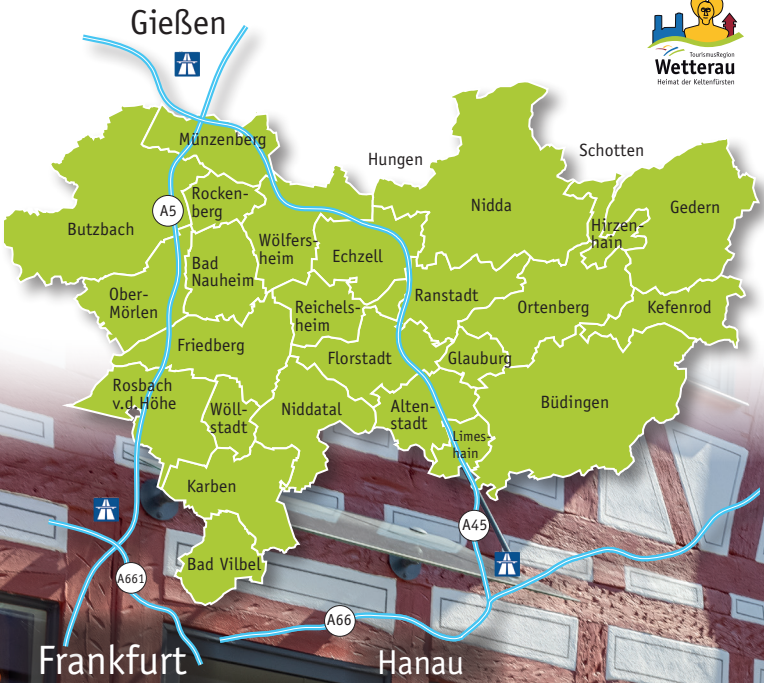 Gießen
TourismusRegion
Wetterau
Heimat der Keltenfürsten
Münzenberg
Hungen
Schotten
Rocken-
berg
A5
Nidda
Gedern
Butzbach
Hirzen-
hain
Wölfers-
heim
Echzell
Bad
Nauheim
Ober-
Mörlen
Ranstadt
Ortenberg
Kefenrod
Reichels-
heim
Friedberg
Florstadt
Glauburg
Rosbach
v.d.Höhe
Wöll-
stadt
Niddatal
Alten-
stadt
Büdingen
Limes-
hain
Karben
A45
Bad Vilbel
A661
A66
Frankfurt
Hanau